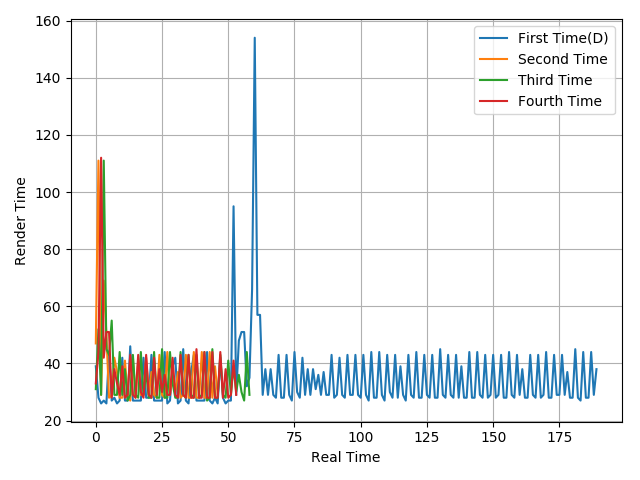 160
140
120
100
80
60
40
20
Render Time
First Time(D)
Second Time
Third Time
Fourth Time
0 25 50 75 100 125 150 175
Real Time